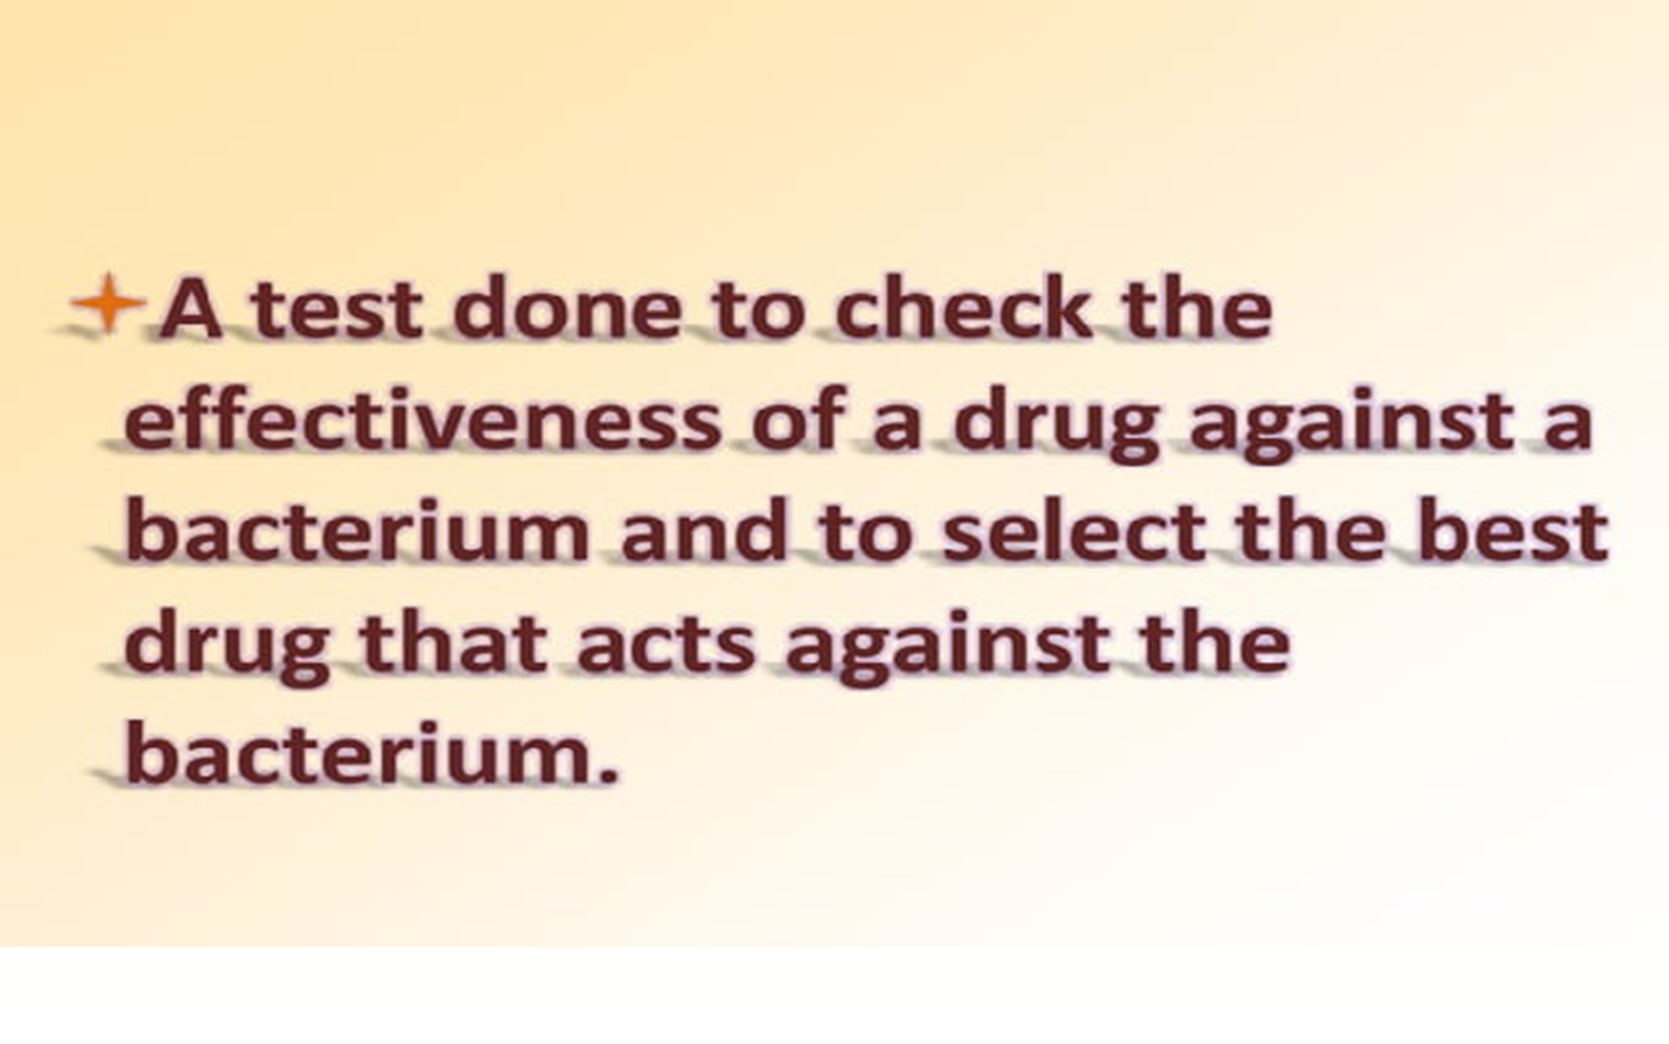 A test done to check the
effectiveness of a drug against a
bacterium and to select the best
drug that acts against the
bacterium.